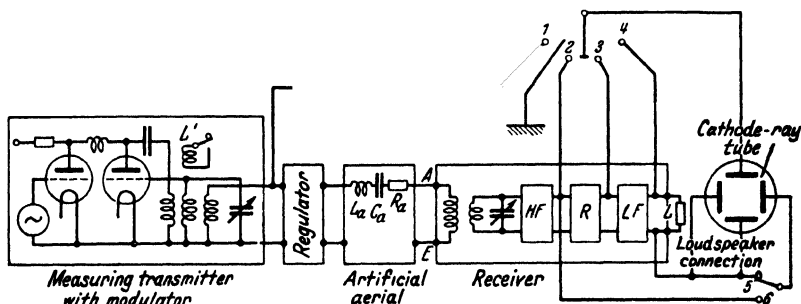 1
2
3
4
L'
Cathode-ray
tube
Regulator
La Ca Ra
A
E
HF
R
LF
L
Loudspeaker
connection
5
6
Measuring transmitter
with modulator
Artificial
aerial
Receiver